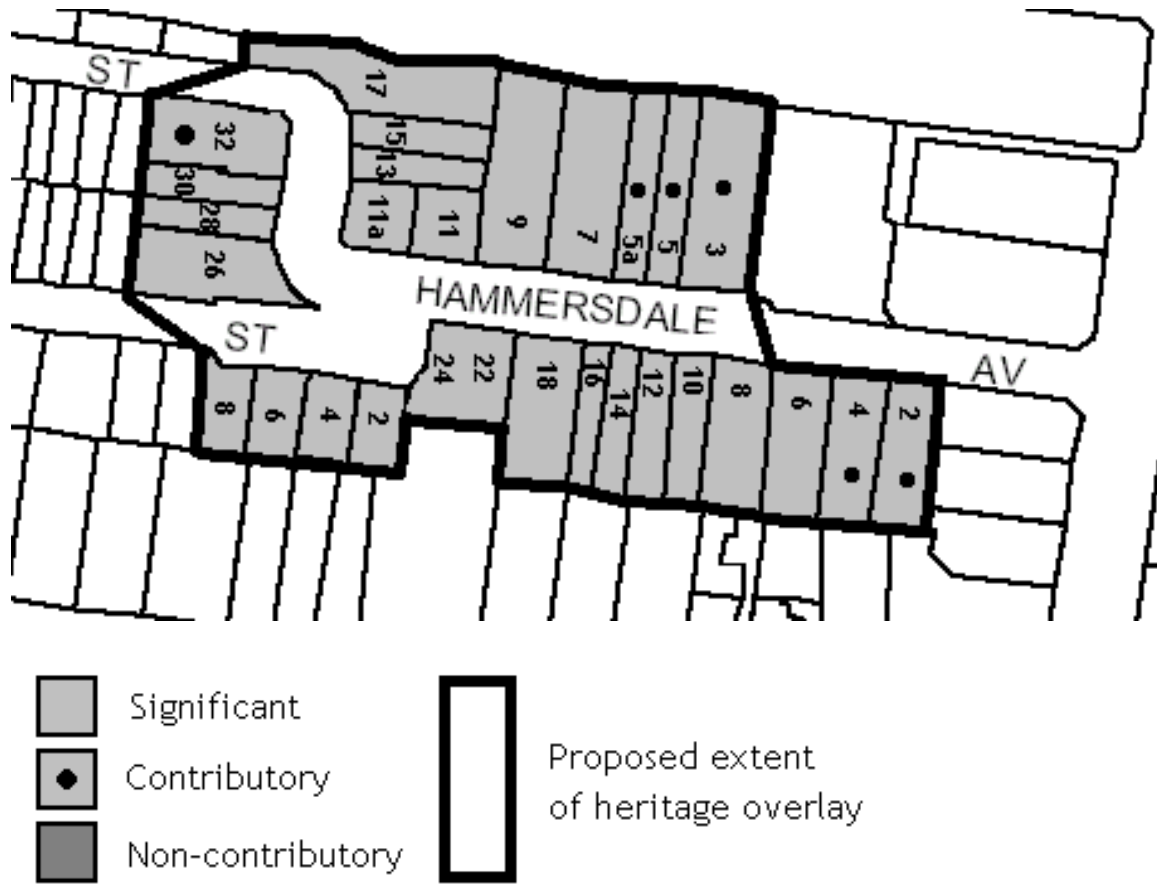 ST
32
30
28
26
17
15
13
11a
11
9
7
5a
5
3
HAMMERSDALE
AV
ST
8
6
4
2
24
22
18
16
14
12
10
8
6
4
2
Significant
Contributory
Non-contributory
Proposed extent
of heritage overlay